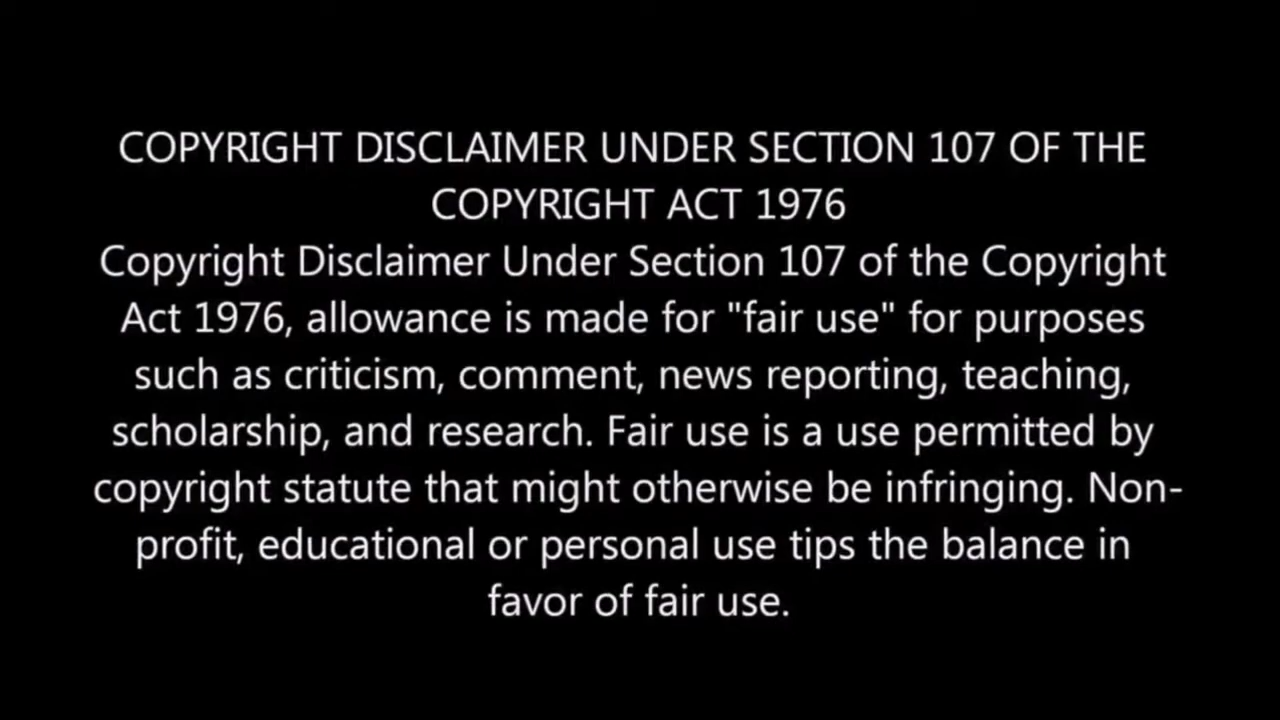 COPYRIGHT DISCLAIMER UNDER SECTION 107 OF THE
COPYRIGHT ACT 1976
Copyright Disclaimer Under Section 107 of the Copyright
Act 1976, allowance is made for "fair use" for purposes
such as criticism, comment, news reporting, teaching,
scholarship, and research. Fair use is a use permitted by
copyright statute that might otherwise be infringing. Non-
profit, educational or personal use tips the balance in
favor of fair use.